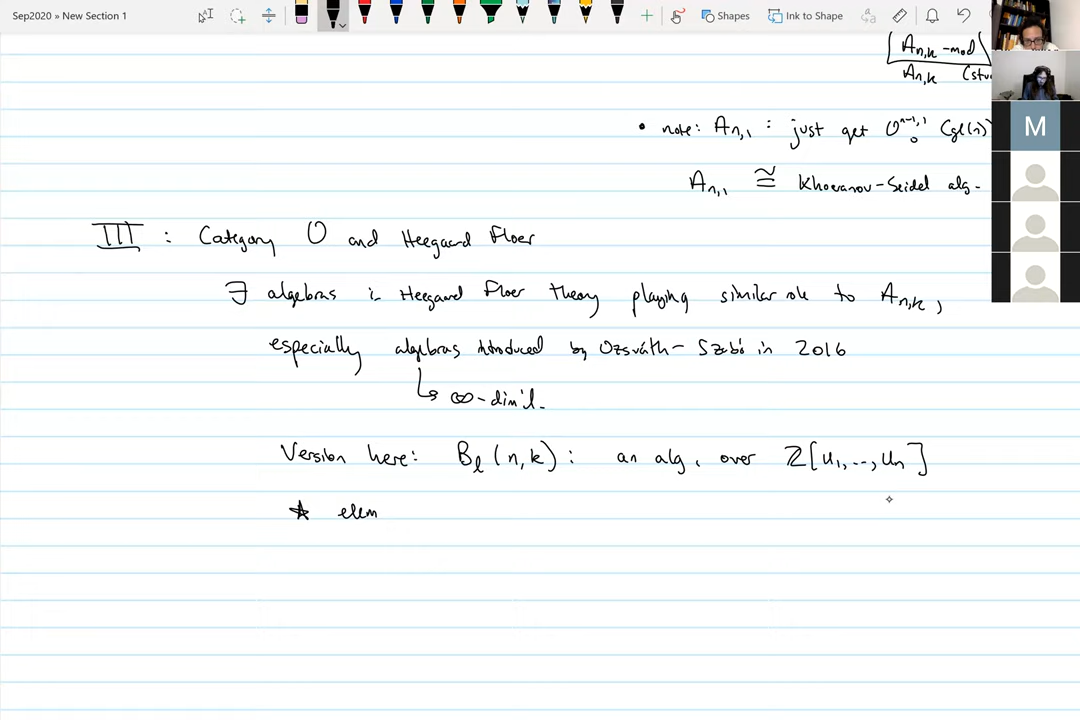 Sep2020 » New Section 1
Shapes
Ink to Shape
A_{n,k} -mod
A_{n,k} (stu
• note: A_{n,1} : just get O_0^{n-1,1} (gl(n))
A_{n,1} ≅ Khovanov-Seidel alg.
M
III : Category O and Heegaard Floer
∃ algebras in Heegaard Floer theory playing similar role to A_{n,k},
especially algebras introduced by Ozsváth-Szabó in 2016
↳ ∞-dim'l.
Version here: B_l(n,k): an alg. over Z[u_1,..,u_n]
★ elem